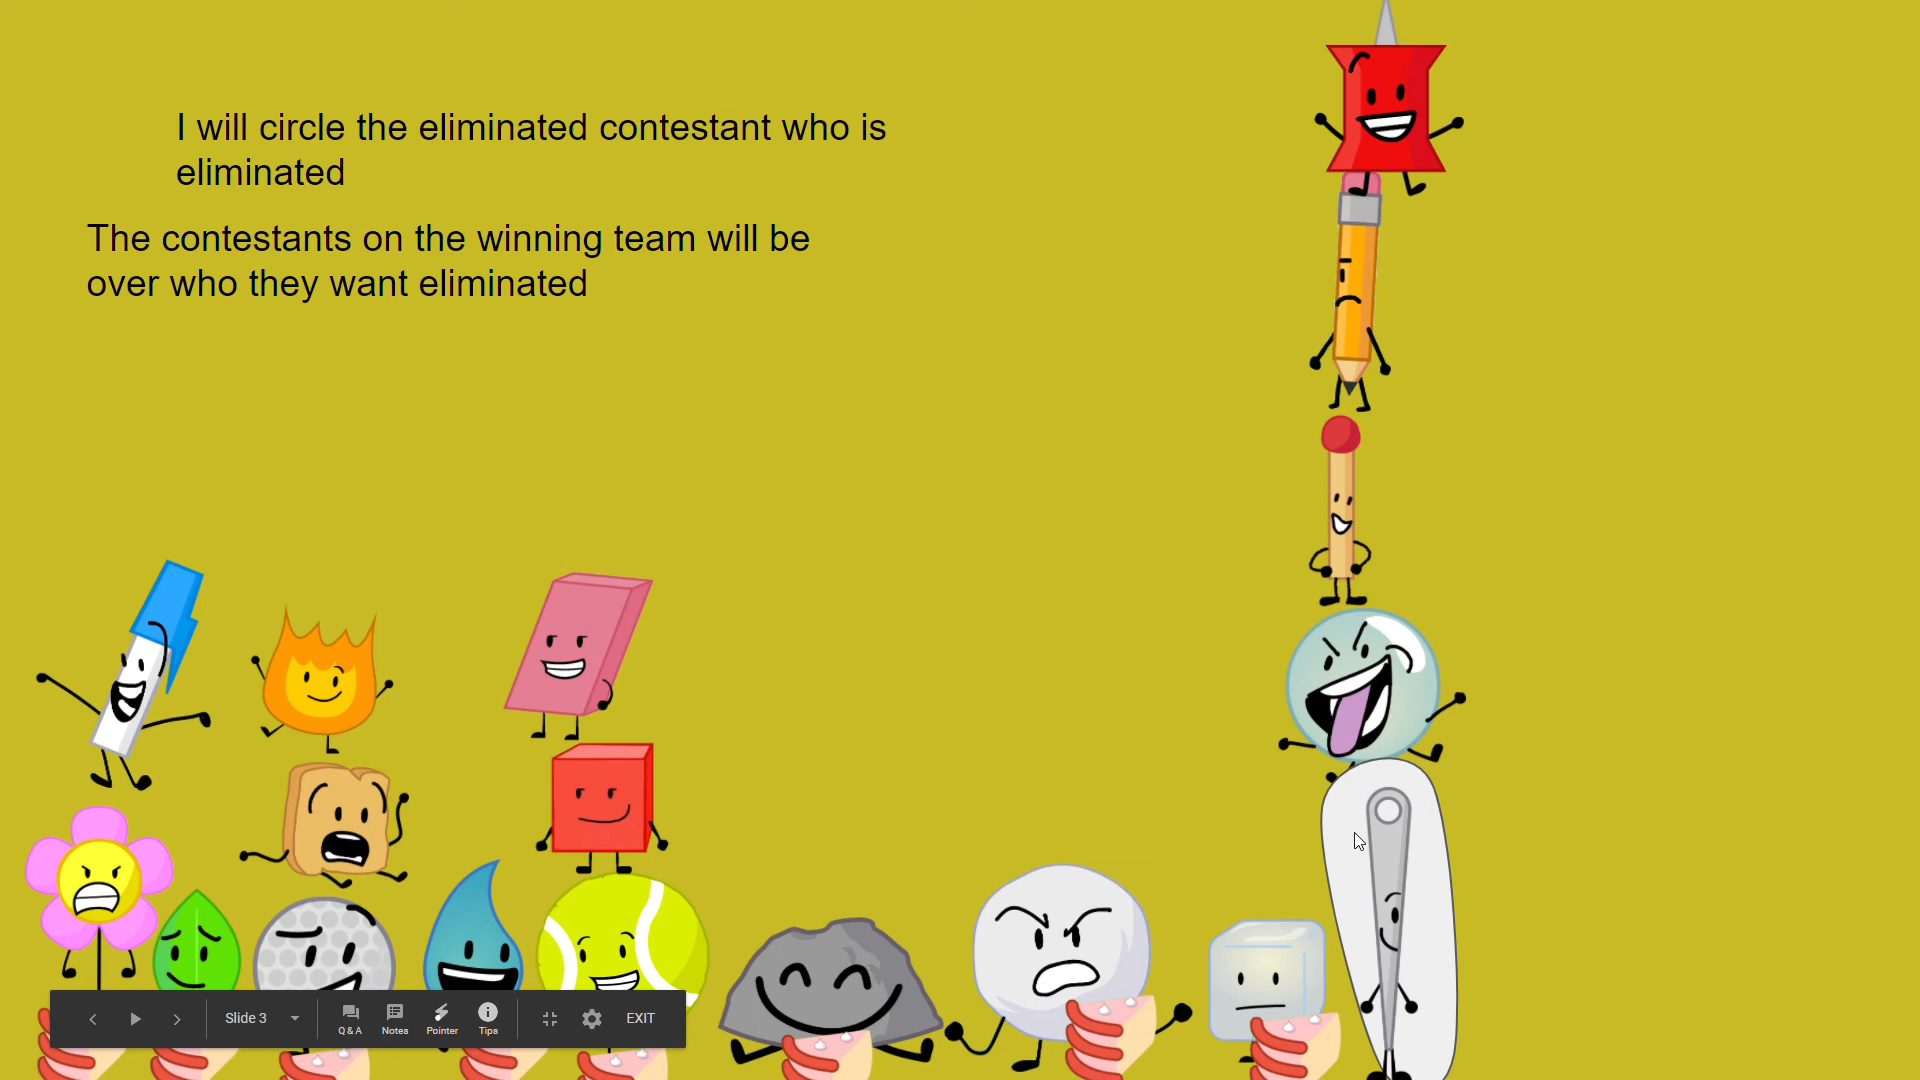 I will circle the eliminated contestant who is
eliminated
The contestants on the winning team will be
over who they want eliminated
Slide 3
Q & A
Notes
Pointer
Tips
EXIT